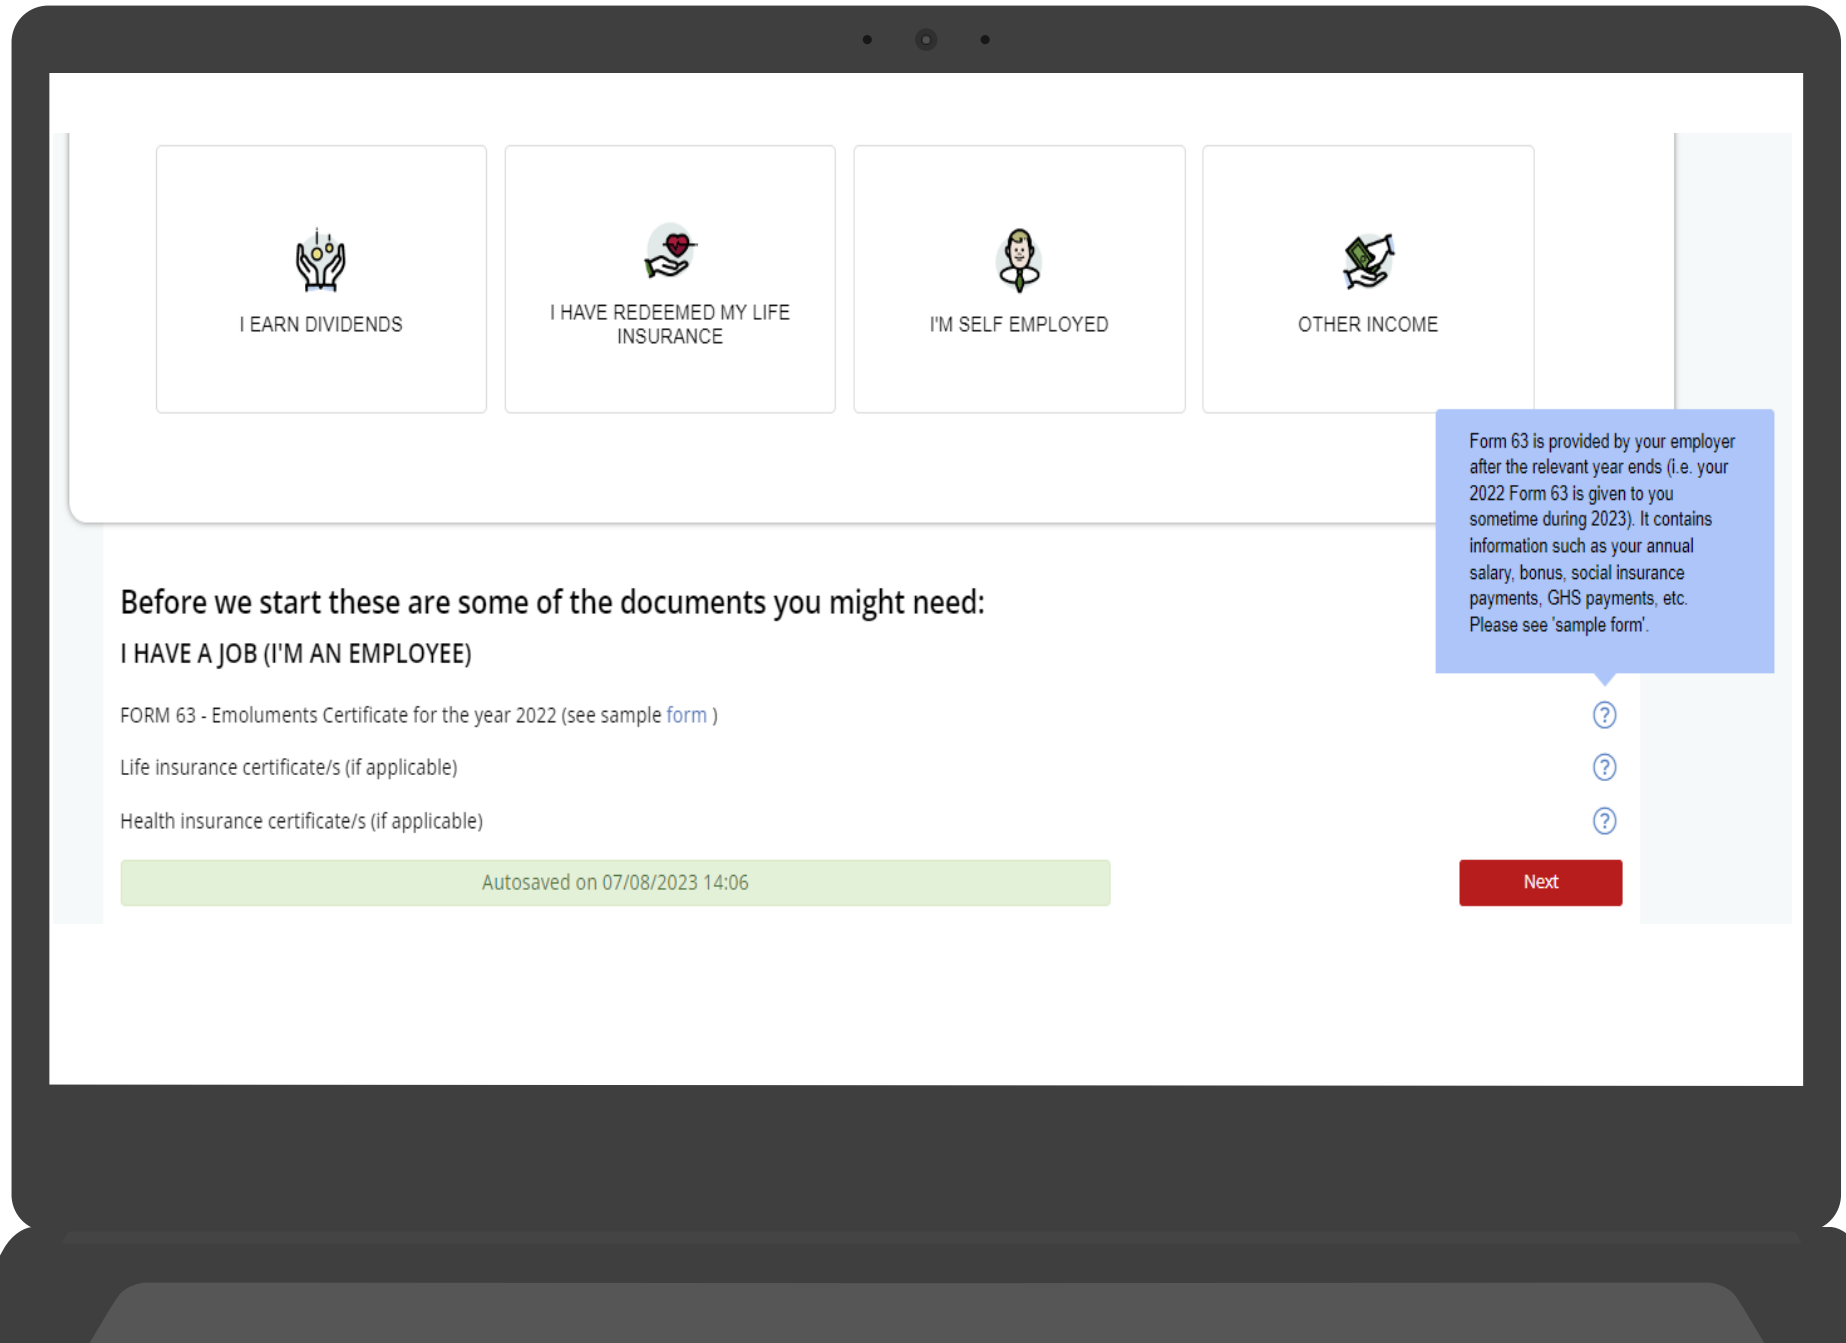 I EARN DIVIDENDS
I HAVE REDEEMED MY LIFE
INSURANCE
I'M SELF EMPLOYED
OTHER INCOME
Form 63 is provided by your employer
after the relevant year ends (i.e. your
2022 Form 63 is given to you
sometime during 2023). It contains
information such as your annual
salary, bonus, social insurance
payments, GHS payments, etc.
Please see 'sample form'.
Before we start these are some of the documents you might need:
I HAVE A JOB (I'M AN EMPLOYEE)
FORM 63 - Emoluments Certificate for the year 2022 (see sample form )
?
Life insurance certificate/s (if applicable)
?
Health insurance certificate/s (if applicable)
?
Autosaved on 07/08/2023 14:06
Next